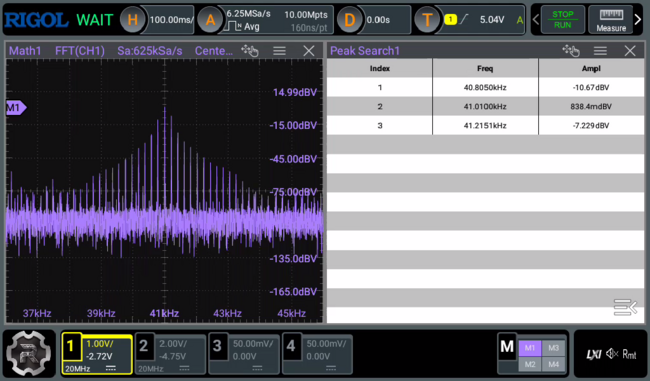 RIGOL WAIT H 100.00ms/ A 6.25MSa/s Avg 10.00Mpts 160ns/pt D 0.00s T 1 5.04V A STOP RUN Measure
Math1 FFT(CH1) Sa:625kSa/s Cente...
M1
14.99dBV
-15.00dBV
-45.00dBV
-75.00dBV
-135.0dBV
-165.0dBV
37kHz 39kHz 41kHz 43kHz 45kHz
Peak Search1
Index Freq Ampl
1 40.8050kHz -10.67dBV
2 41.0100kHz 838.4mdBV
3 41.2151kHz -7.229dBV
1 1.00V/ -2.72V 20MHz
2 2.00V/ -4.75V 20MHz
3 50.00mV/ 0.00V
4 50.00mV/ 0.00V
M M1 M3 M2 M4
LXI Rmt